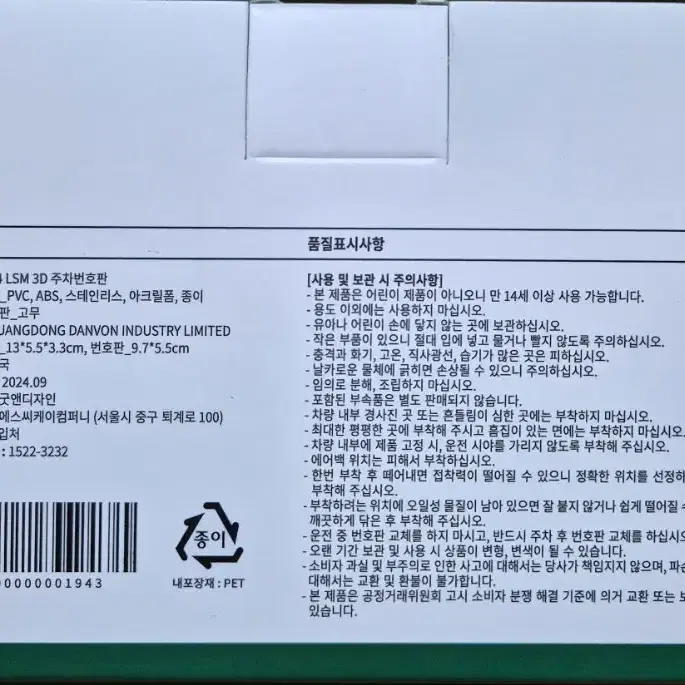 품질표시사항
4 LSM 3D 주차번호판
_PVC, ABS, 스테인리스, 아크릴폼, 종이
판_고무
UANGDONG DANVON INDUSTRY LIMITED
_13*5.5*3.3cm, 번호판_9.7*5.5cm
국
2024.09
굿앤디자인
에스씨케이컴퍼니 (서울시 중구 퇴계로 100)
입처
: 1522-3232
00000001943
종이
내포장재 : PET
[사용 및 보관 시 주의사항]
- 본 제품은 어린이 제품이 아니오니 만 14세 이상 사용 가능합니다.
- 용도 이외에는 사용하지 마십시오.
- 유아나 어린이 손에 닿지 않는 곳에 보관하십시오.
- 작은 부품이 있으니 절대 입에 넣고 물거나 빨지 않도록 주의하십시오.
- 충격과 화기, 고온, 직사광선, 습기가 많은 곳은 피하십시오.
- 날카로운 물체에 긁히면 손상될 수 있으니 주의하십시오.
- 임의로 분해, 조립하지 마십시오.
- 포함된 부속품은 별도 판매되지 않습니다.
- 차량 내부 경사진 곳 또는 흔들림이 심한 곳에는 부착하지 마십시오.
- 최대한 평평한 곳에 부착해 주시고 흠집이 있는 면에는 부착하지 마십시오.
- 차량 내부에 제품 고정 시, 운전 시야를 가리지 않도록 부착해 주십시오.
- 에어백 위치는 피해서 부착하십시오.
- 한번 부착 후 떼어내면 접착력이 떨어질 수 있으니 정확한 위치를 선정하
부착해 주십시오.
- 부착하려는 위치에 오일성 물질이 남아 있으면 잘 붙지 않거나 쉽게 떨어질 수
깨끗하게 닦은 후 부착해 주십시오.
- 운전 중 번호판 교체를 하지 마시고, 반드시 주차 후 번호판 교체를 하십시오
- 오랜 기간 보관 및 사용 시 상품이 변형, 변색이 될 수 있습니다.
- 소비자 과실 및 부주의로 인한 사고에 대해서는 당사가 책임지지 않으며, 파손
대해서는 교환 및 환불이 불가합니다.
- 본 제품은 공정거래위원회 고시 소비자 분쟁 해결 기준에 의거 교환 또는 보
있습니다.